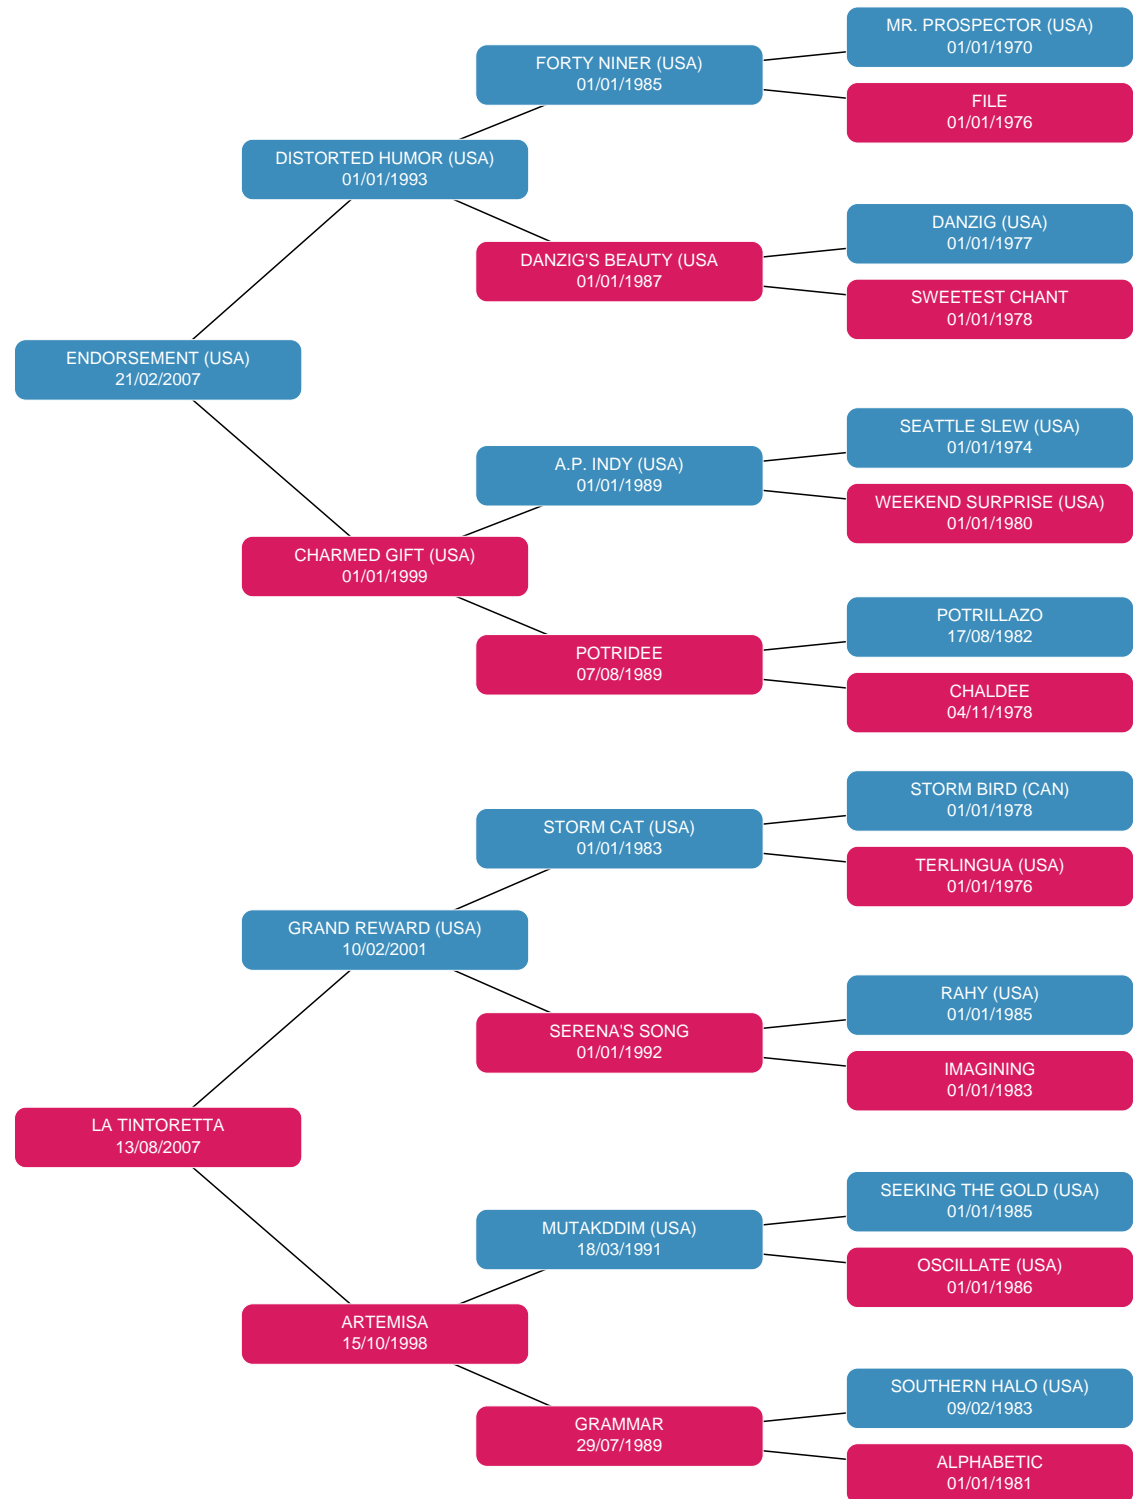 MR. PROSPECTOR (USA)
01/01/1970
FORTY NINER (USA)
01/01/1985
FILE
01/01/1976
DISTORTED HUMOR (USA)
01/01/1993
DANZIG (USA)
01/01/1977
DANZIG'S BEAUTY (USA
01/01/1987
SWEETEST CHANT
01/01/1978
ENDORSEMENT (USA)
21/02/2007
SEATTLE SLEW (USA)
01/01/1974
A.P. INDY (USA)
01/01/1989
WEEKEND SURPRISE (USA)
01/01/1980
CHARMED GIFT (USA)
01/01/1999
POTRILLAZO
17/08/1982
POTRIDEE
07/08/1989
CHALDEE
04/11/1978
STORM BIRD (CAN)
01/01/1978
STORM CAT (USA)
01/01/1983
TERLINGUA (USA)
01/01/1976
GRAND REWARD (USA)
10/02/2001
RAHY (USA)
01/01/1985
SERENA'S SONG
01/01/1992
IMAGINING
01/01/1983
LA TINTORETTA
13/08/2007
SEEKING THE GOLD (USA)
01/01/1985
MUTAKDDIM (USA)
18/03/1991
OSCILLATE (USA)
01/01/1986
ARTEMISA
15/10/1998
SOUTHERN HALO (USA)
09/02/1983
GRAMMAR
29/07/1989
ALPHABETIC
01/01/1981